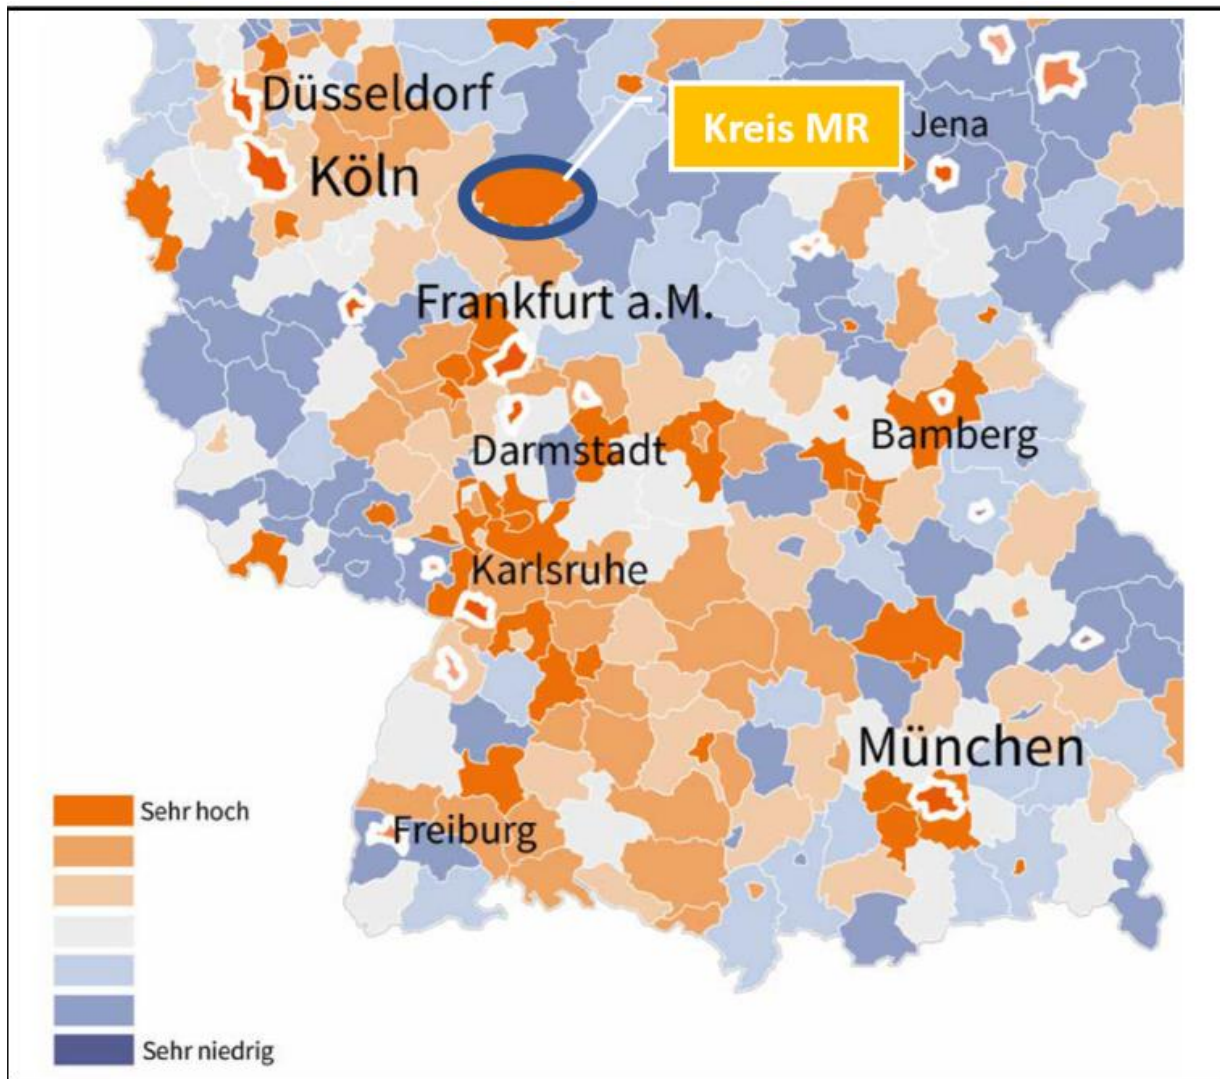 Düsseldorf
Kreis MR
Jena
Köln
Frankfurt a.M.
Darmstadt
Bamberg
Karlsruhe
München
Sehr hoch
Freiburg
Sehr niedrig